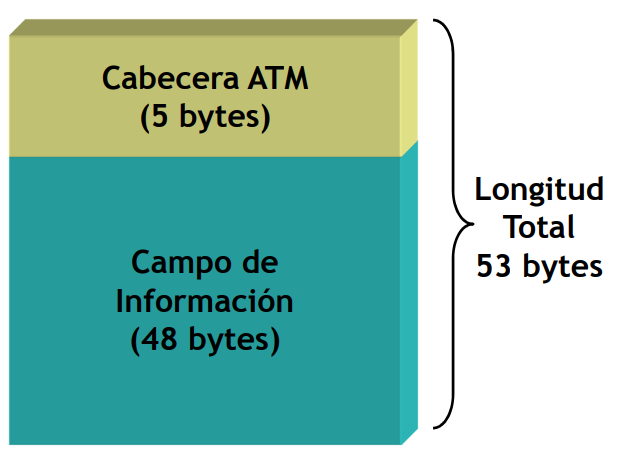 Cabecera ATM
(5 bytes)
Longitud
Total
53 bytes
Campo de
Información
(48 bytes)